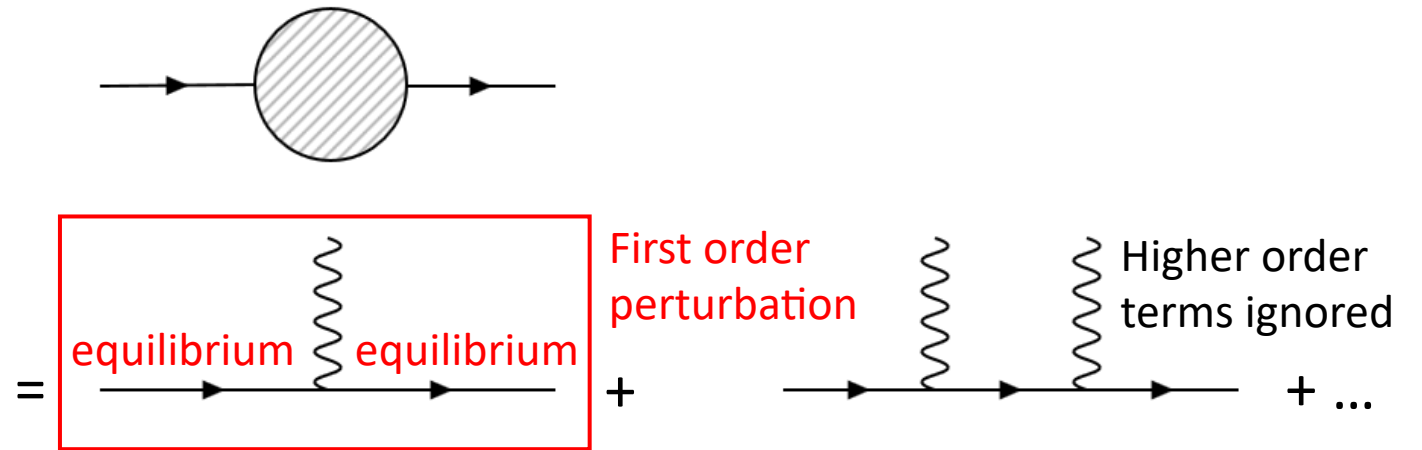 First order
perturbation
Higher order
terms ignored
equilibrium equilibrium
= + + ...